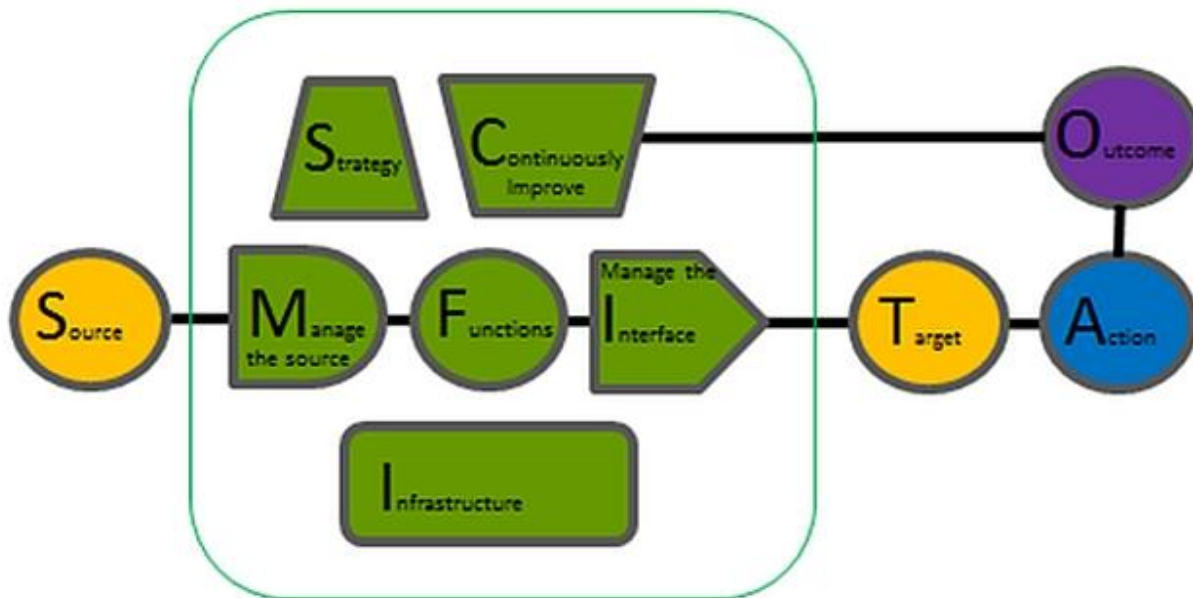 Strategy
Continuously
Improve
Outcome
Source
Manage
the source
Functions
Manage the
Interface
Target
Action
Infrastructure